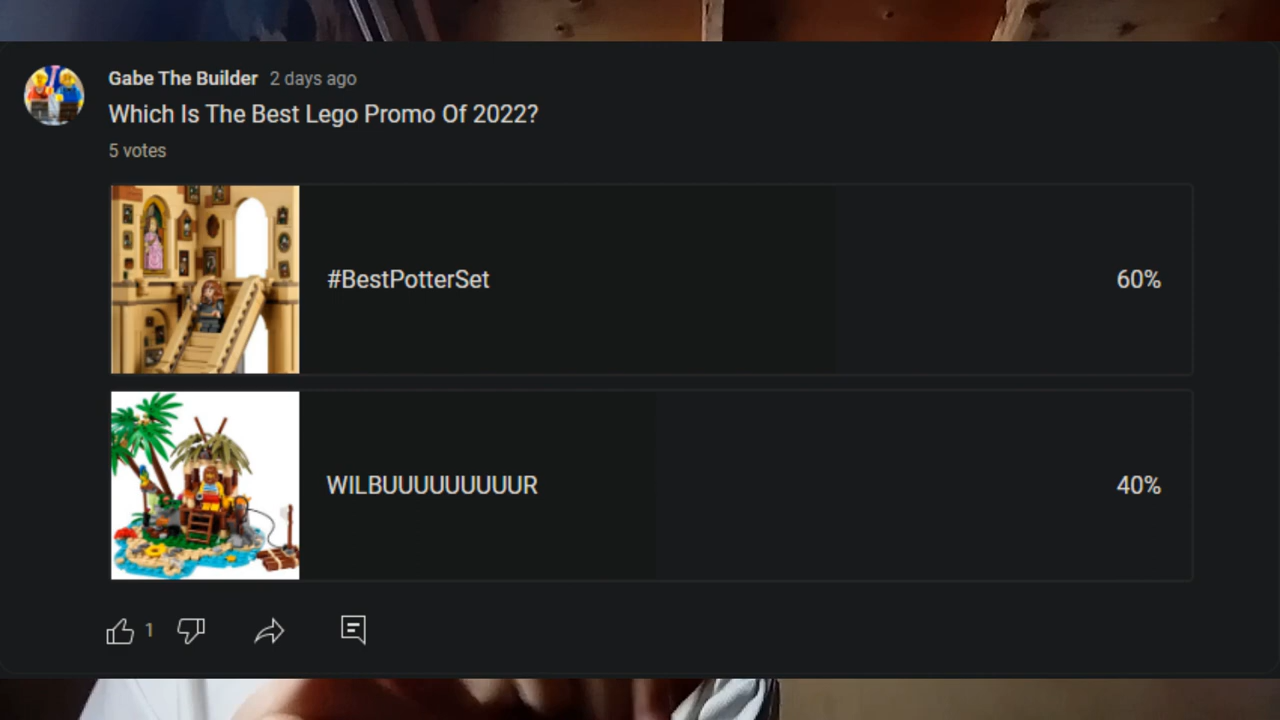 Gabe The Builder 2 days ago
Which Is The Best Lego Promo Of 2022?
5 votes
#BestPotterSet 60%
WILBUUUUUUUUUR 40%
1